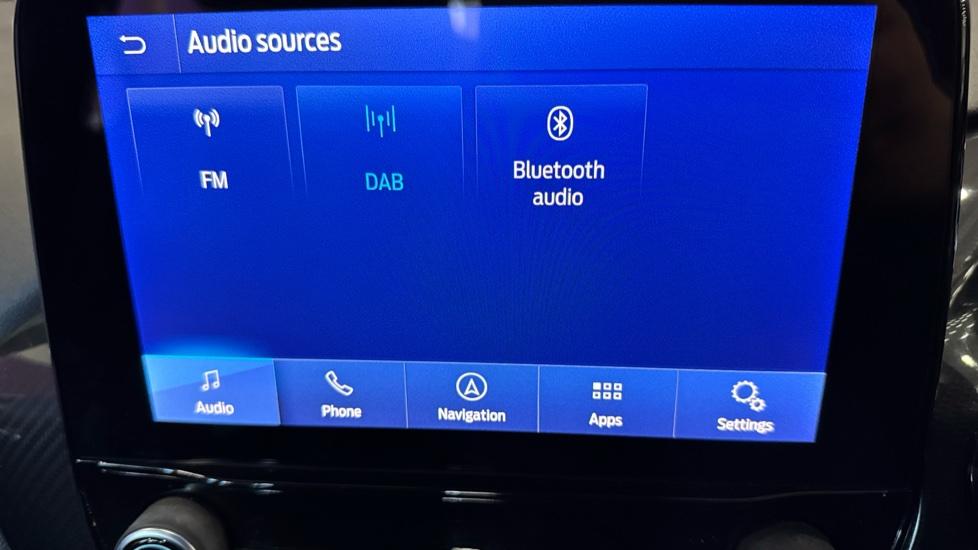 Audio sources
FM
DAB
Bluetooth
audio
Audio
Phone
Navigation
Apps
Settings